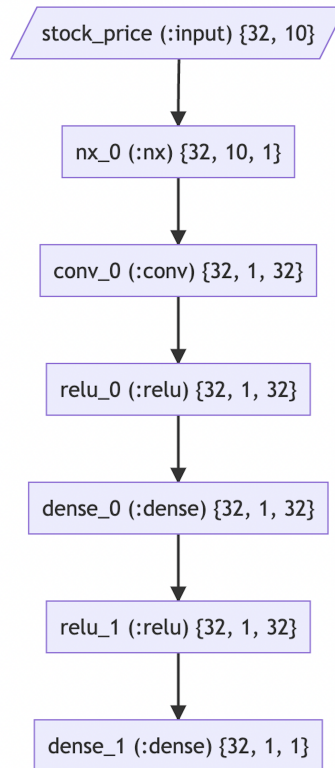 stock_price (:input) {32, 10}
nx_0 (:nx) {32, 10, 1}
conv_0 (:conv) {32, 1, 32}
relu_0 (:relu) {32, 1, 32}
dense_0 (:dense) {32, 1, 32}
relu_1 (:relu) {32, 1, 32}
dense_1 (:dense) {32, 1, 1}